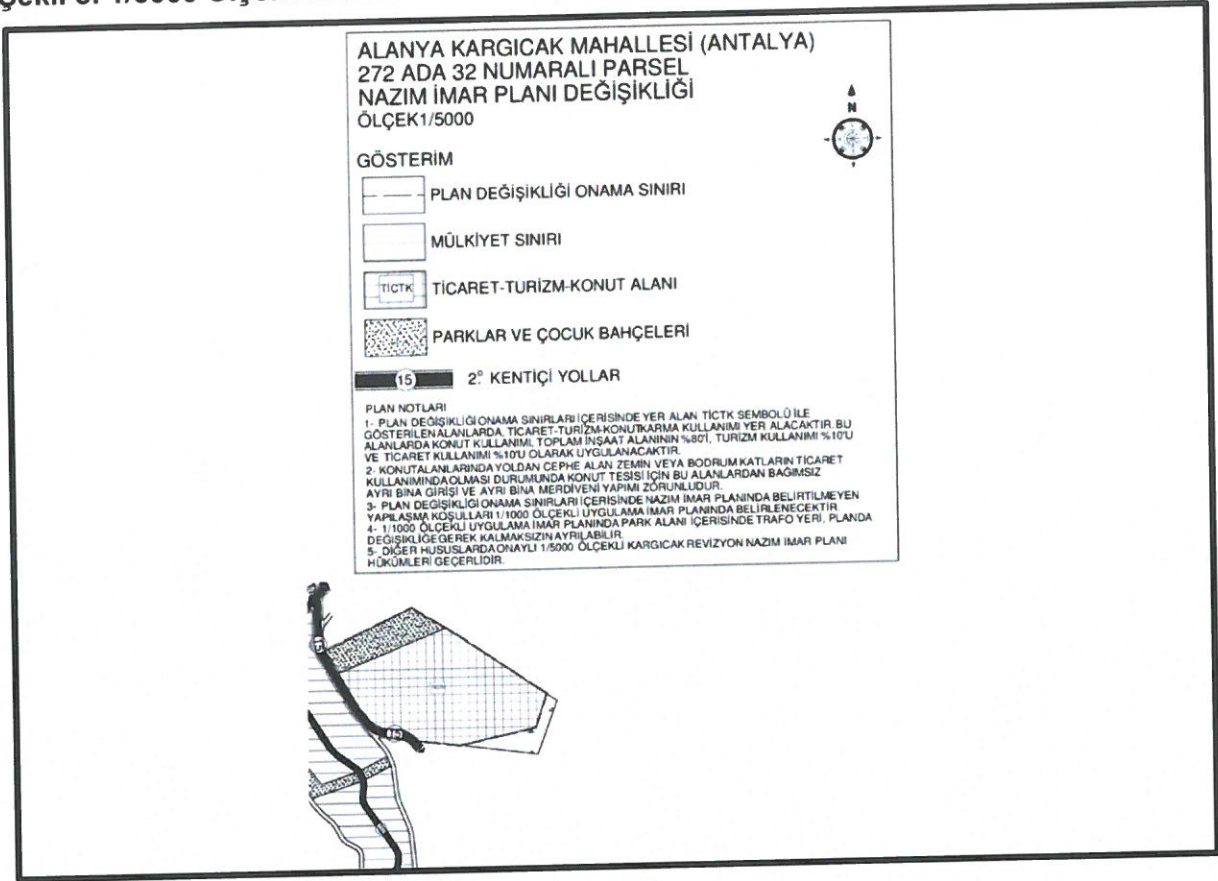 1/5000
ALANYA KARGICAK MAHALLESİ (ANTALYA)
272 ADA 32 NUMARALI PARSEL
NAZIM İMAR PLANI DEĞİŞİKLİĞİ
ÖLÇEK1/5000
N
GÖSTERİM
PLAN DEĞİŞİKLİĞİ ONAMA SINIRI
MÜLKİYET SINIRI
TİCTK TİCARET-TURİZM-KONUT ALANI
PARKLAR VE ÇOCUK BAHÇELERİ
15 2º. KENTİÇİ YOLLAR
PLAN NOTLARI
1- PLAN DEĞİŞİKLİĞİ ONAMA SINIRLARI İÇERİSİNDE YER ALAN TİCTK SEMBOLÜ İLE
GÖSTERİLEN ALANLARDA, TİCARET-TURİZM-KONUTKARMA KULLANIMI YER ALACAKTIR. BU
ALANLARDA KONUT KULLANIMI, TOPLAM İNŞAAT ALANININ %80'İ, TURİZM KULLANIMI %10'U
VE TİCARET KULLANIMI %10'U OLARAK UYGULANACAKTIR.
2- KONUTALANLARINDA YOLDAN CEPHE ALAN ZEMİN VEYA BODRUM KATLARIN TİCARET
KULLANIMINDA OLMASI DURUMUNDA KONUT TESİSİ İÇİN BU ALANLARDAN BAĞIMSIZ
AYRI BİNA GİRİŞİ VE AYRI BİNA MERDİVENİ YAPIMI ZORUNLUDUR.
3- PLAN DEĞİŞİKLİĞİ ONAMA SINIRLARI İÇERİSİNDE NAZIM İMAR PLANINDA BELİRTİLMEYEN
YAPILAŞMA KOŞULLARI 1/1000 ÖLÇEKLİ UYGULAMA İMAR PLANINDA BELİRLENECEKTİR.
4- 1/1000 ÖLÇEKLİ UYGULAMA İMAR PLANINDA PARK ALANI İÇERİSİNDE TRAFO YERİ, PLANDA
DEĞİŞİKLİĞE GEREK KALMAKSIZIN AYRILABİLİR.
5- DİĞER HUSUSLARDA ONAYLI 1/5000 ÖLÇEKLİ KARGICAK REVİZYON NAZIM İMAR PLANI
HÜKÜMLERİ GEÇERLİDİR.